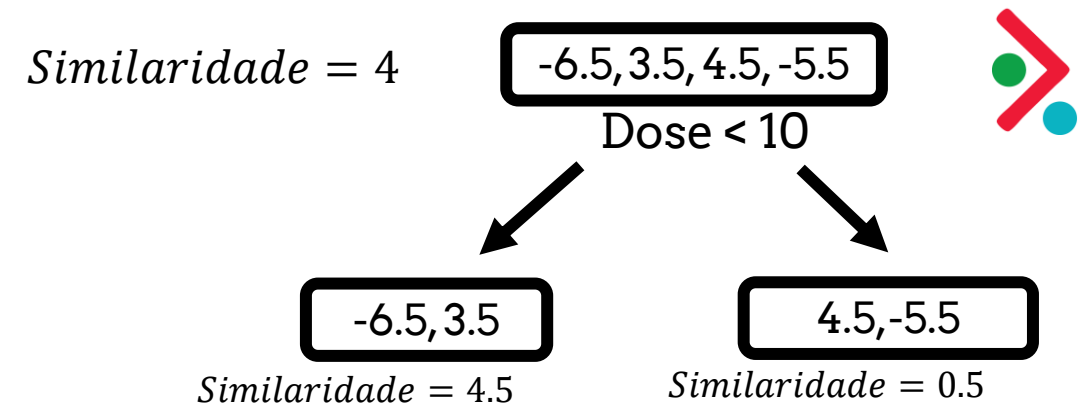 Similaridade = 4
-6.5, 3.5, 4.5, -5.5
Dose < 10
-6.5, 3.5
4.5,-5.5
Similaridade = 4.5
Similaridade = 0.5